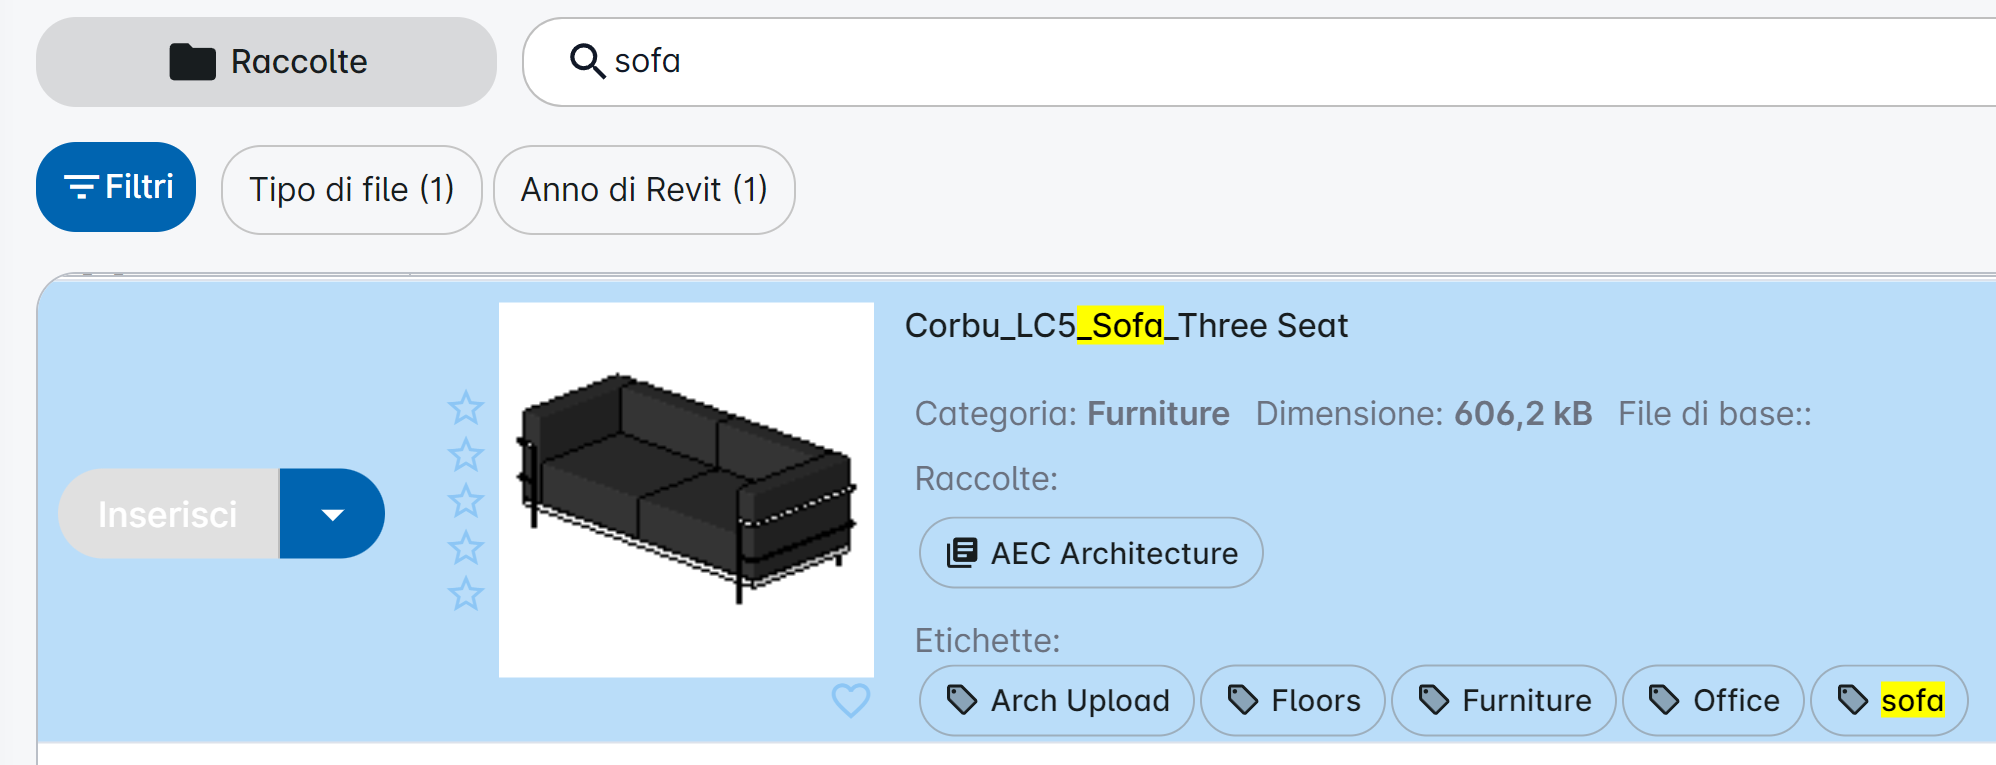 Raccolte
sofa
Filtri
Tipo di file (1)
Anno di Revit (1)
Corbu_LC5_Sofa_Three Seat
Categoria: Furniture Dimensione: 606,2 kB File di base::
Raccolte:
Inserisci
AEC Architecture
Etichette:
Arch Upload
Floors
Furniture
Office
sofa